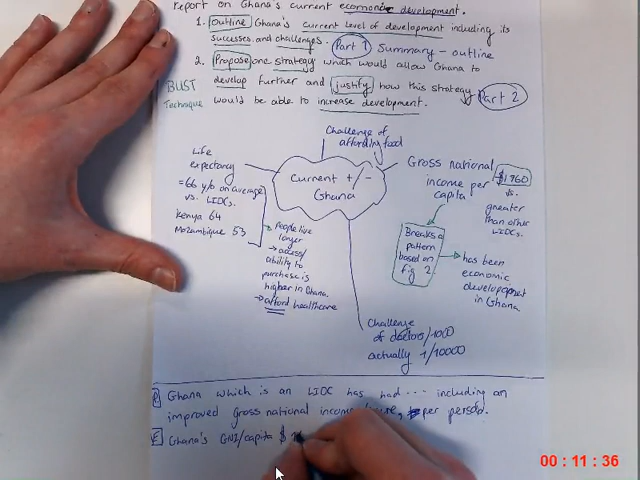 report on Ghana's current economic development.
1. Outline Ghana's current level of development including its
successes and challenges. Part 1 Summary - outline
2. Propose one strategy which would allow Ghana to
develop further and justify how this strategy
would be able to increase development. Part 2
BUST
Technique
Challenge of
affording food
Life
expectancy
=66 y/o on average
vs. LIDCs.
Kenya 64
Mozambique 53
Current +/-
Ghana
Gross national
income per
capita
$1760
vs.
greater
than other
LIDCs.
People live
longer
→ access/
ability to
purchase is
higher in Ghana
→ afford healthcare
Breaks a
pattern
based on
fig 2.
has been
economic
development
in Ghana
Challenge
of doctors/1000
actually 1/10000
P Ghana which is an LIDC has had ... including an
improved Gross national income per person.
E Ghana's GNI/capita $
00:11:36